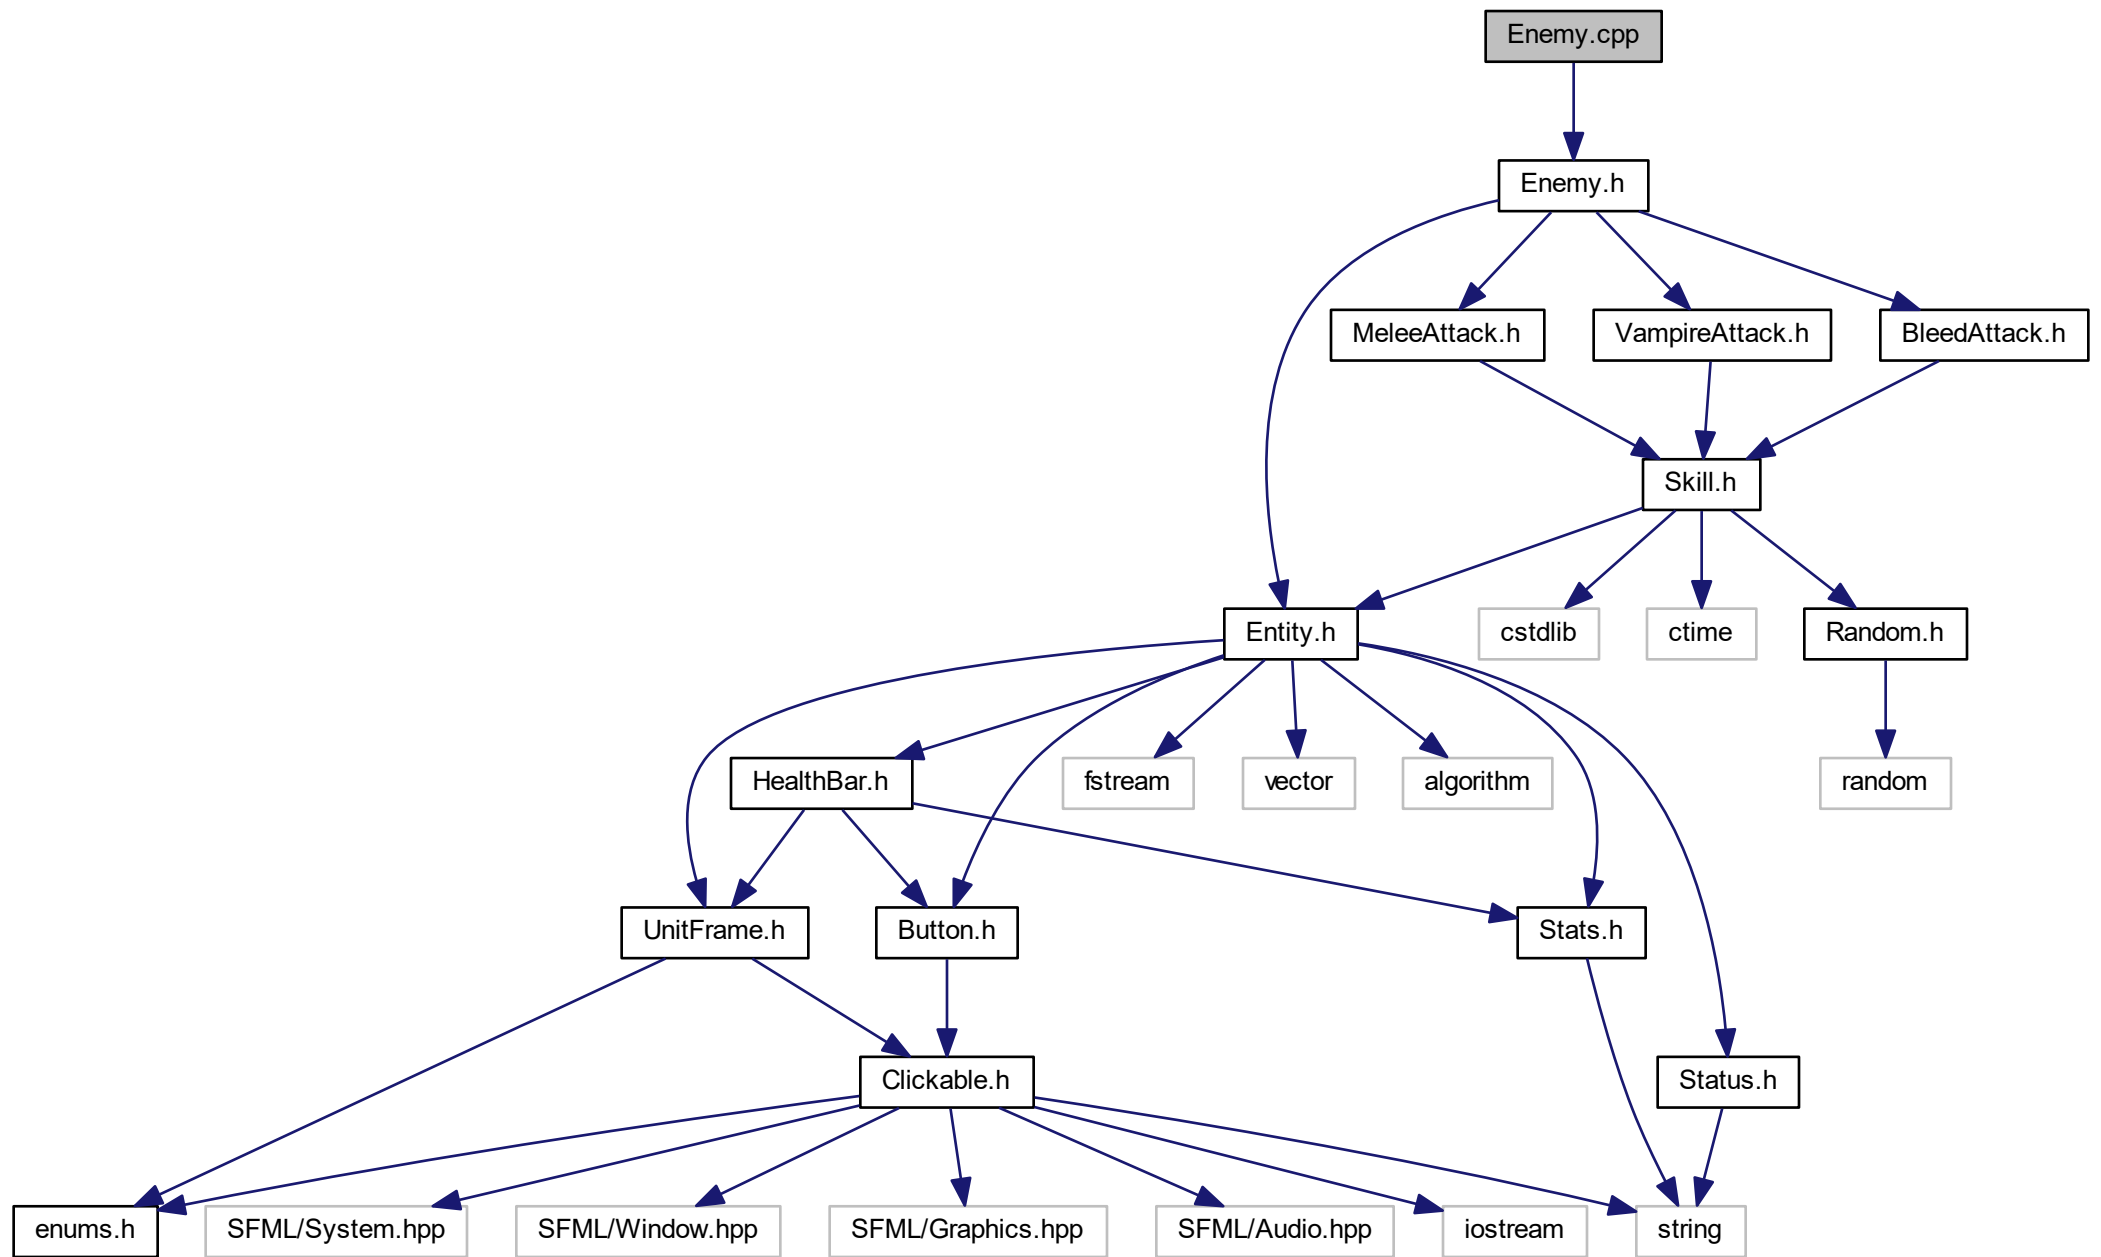 Enemy.cpp
Enemy.h
MeleeAttack.h
VampireAttack.h
BleedAttack.h
Skill.h
Entity.h
cstdlib
ctime
Random.h
HealthBar.h
fstream
vector
algorithm
random
UnitFrame.h
Button.h
Stats.h
Clickable.h
Status.h
enums.h
SFML/System.hpp
SFML/Window.hpp
SFML/Graphics.hpp
SFML/Audio.hpp
iostream
string